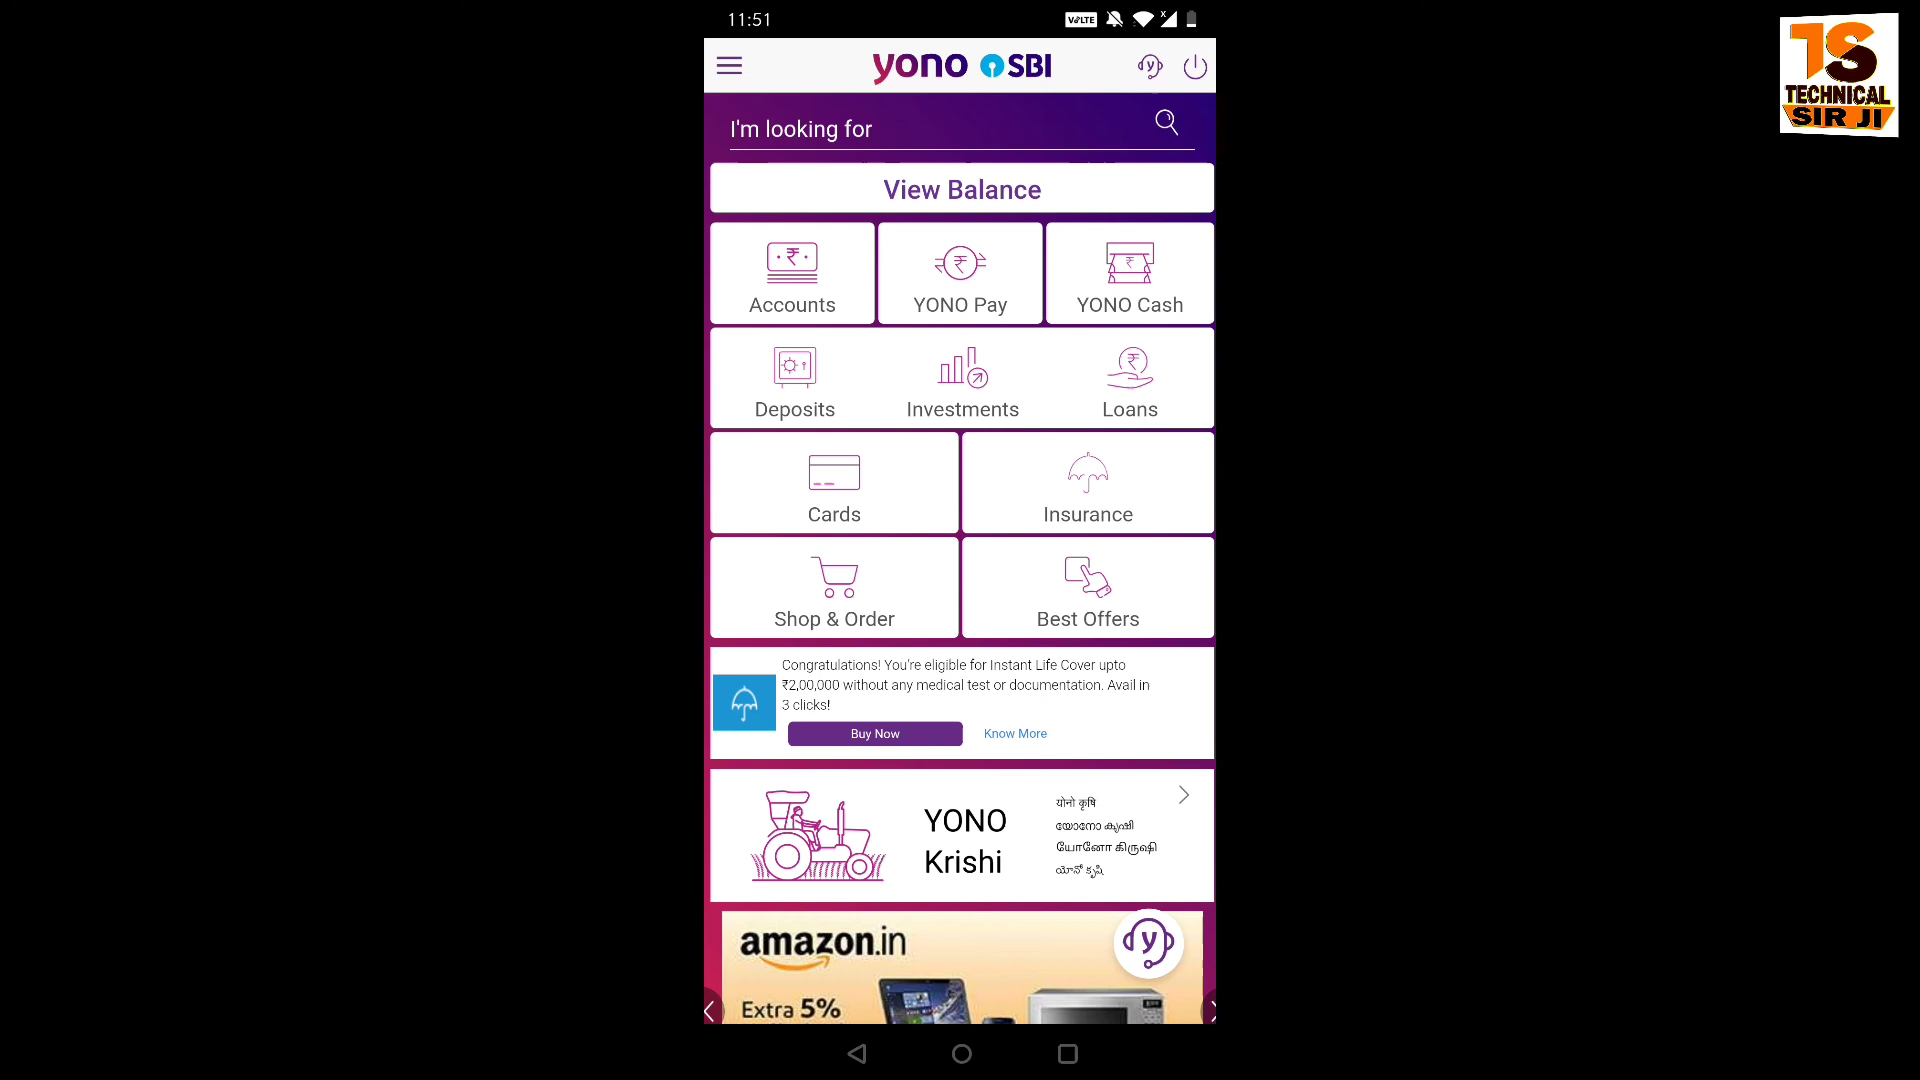 11:51
VoLTE
yono SBI
I'm looking for
View Balance
Accounts
YONO Pay
YONO Cash
Deposits
Investments
Loans
Cards
Insurance
Shop & Order
Best Offers
Congratulations! You're eligible for Instant Life Cover upto
₹2,00,000 without any medical test or documentation. Avail in
3 clicks!
Buy Now
Know More
YONO
Krishi
योनो कृषि
യോനോ കൃഷി
யோனோ கிருஷி
యోనో కృషి
amazon.in
Extra 5%
TS
TECHNICAL
SIR JI